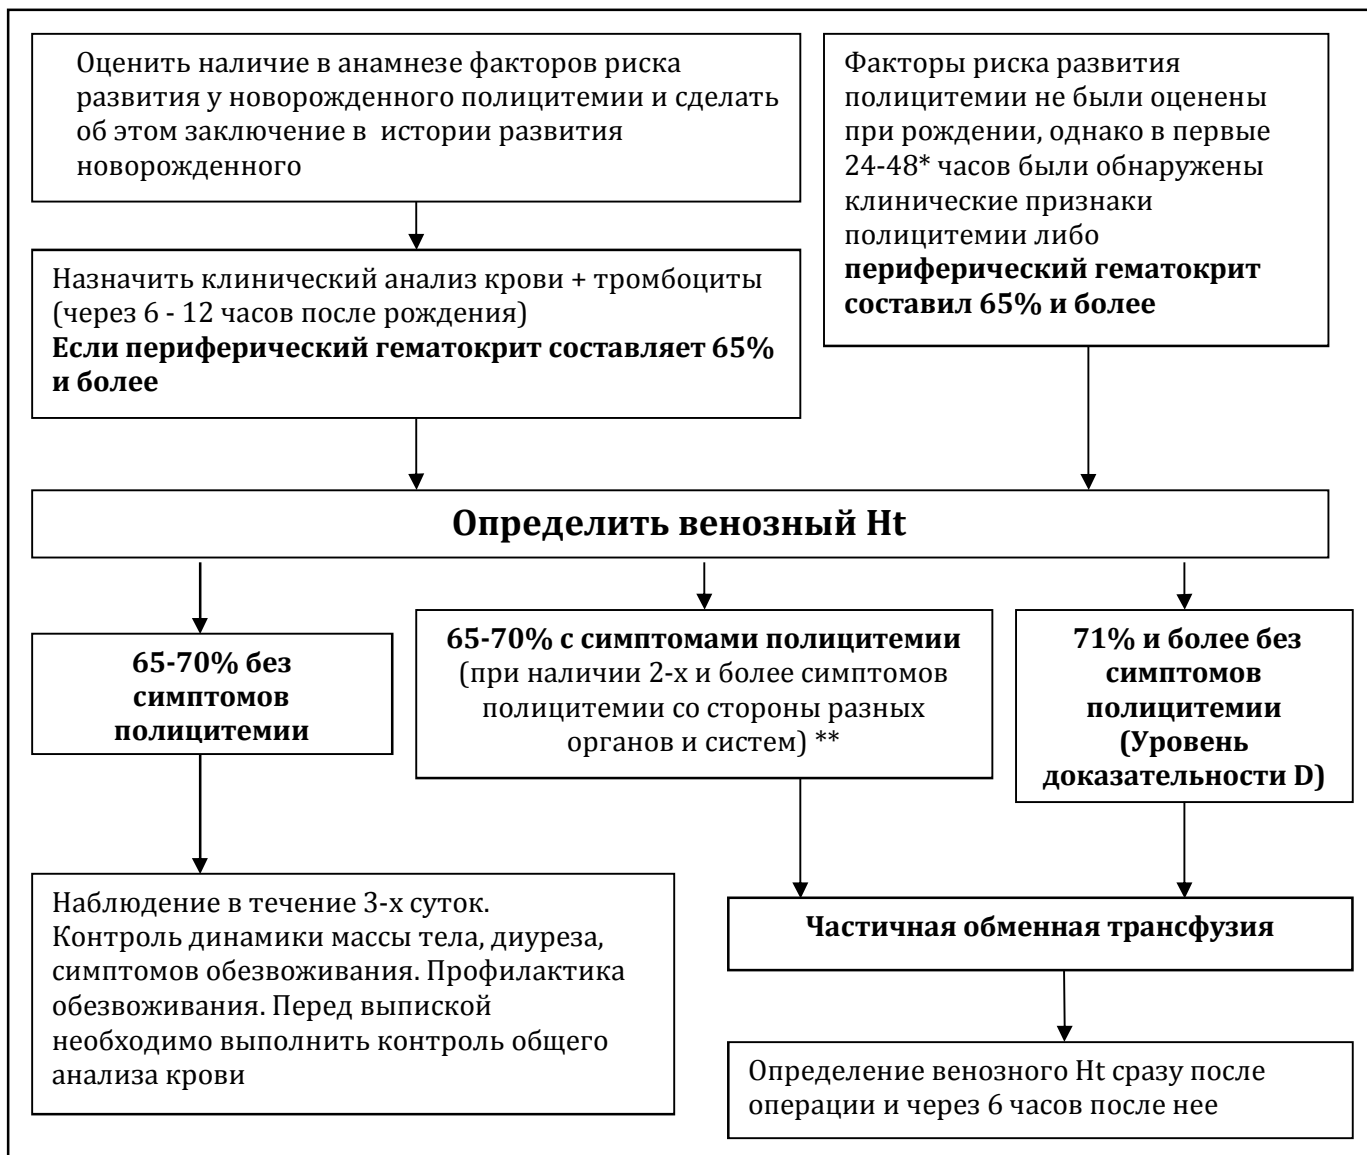 Оценить наличие в анамнезе факторов риска
развития у новорожденного полицитемии и сделать
об этом заключение в истории развития
новорожденного
Факторы риска развития
полицитемии не были оценены
при рождении, однако в первые
24-48* часов были обнаружены
клинические признаки
полицитемии либо
периферический гематокрит
составил 65% и более
Назначить клинический анализ крови + тромбоциты
(через 6 - 12 часов после рождения)
Если периферический гематокрит составляет 65%
и более
Определить венозный Ht
65-70% без
симптомов
полицитемии
65-70% с симптомами полицитемии
(при наличии 2-х и более симптомов
полицитемии со стороны разных
органов и систем) **
71% и более без
симптомов
полицитемии
(Уровень
доказательности D)
Наблюдение в течение 3-х суток.
Контроль динамики массы тела, диуреза,
симптомов обезвоживания. Профилактика
обезвоживания. Перед выпиской
необходимо выполнить контроль общего
анализа крови
Частичная обменная трансфузия
Определение венозного Ht сразу после
операции и через 6 часов после нее